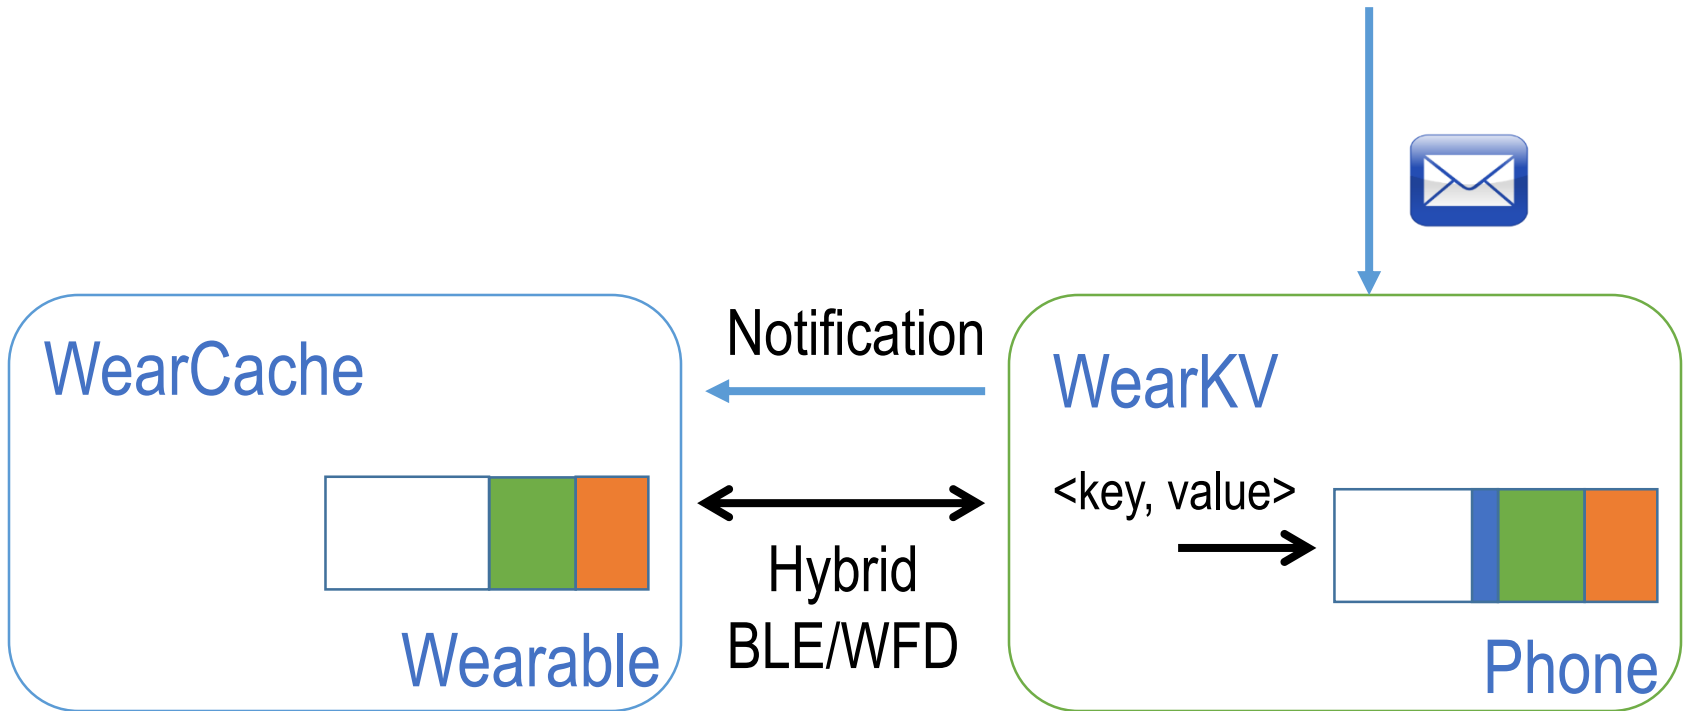 WearCache
Wearable
Notification
Hybrid
BLE/WFD
WearKV
<key, value>
Phone